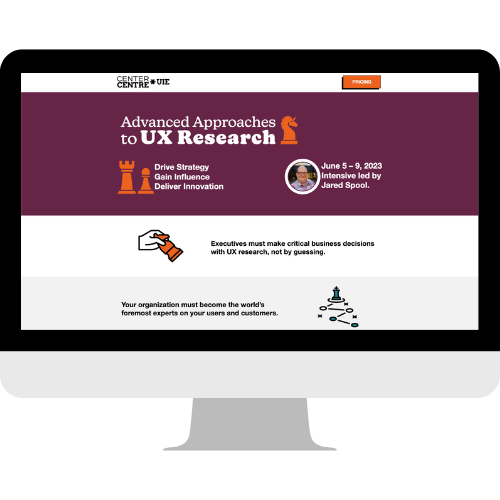 CENTER
CENTRE ✱ UIE
PRICING
Advanced Approaches
to UX Research
Drive Strategy
Gain Influence
Deliver Innovation
June 5 – 9, 2023
Intensive led by
Jared Spool.
Executives must make critical business decisions
with UX research, not by guessing.
Your organization must become the world's
foremost experts on your users and customers.